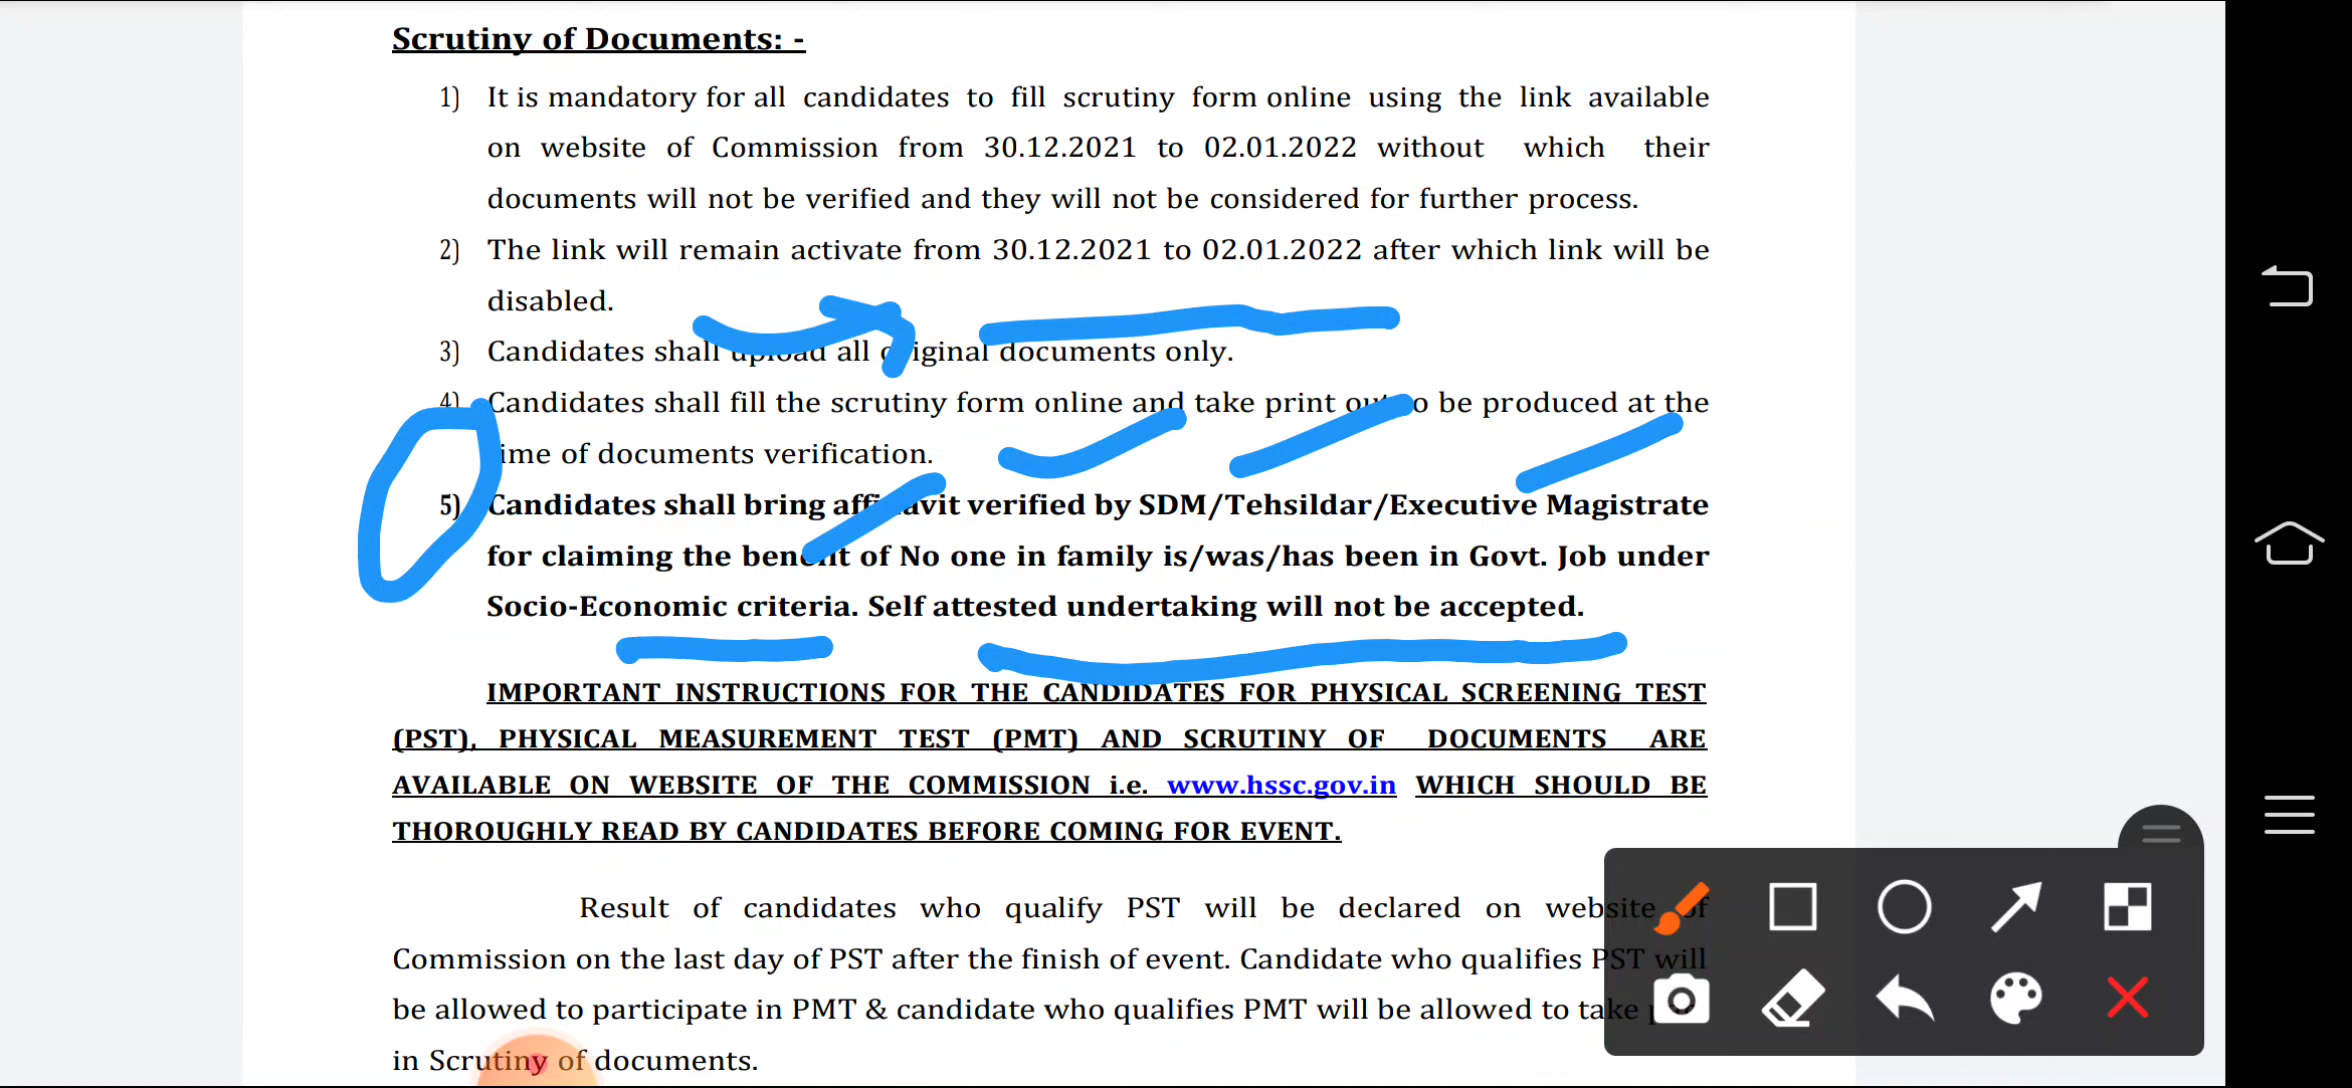 Scrutiny of Documents: -
1) It is mandatory for all candidates to fill scrutiny form online using the link available
on website of Commission from 30.12.2021 to 02.01.2022 without which their
documents will not be verified and they will not be considered for further process.
2) The link will remain activate from 30.12.2021 to 02.01.2022 after which link will be
disabled.
3) Candidates shall upload all original documents only.
4) Candidates shall fill the scrutiny form online and take print out to be produced at the
time of documents verification.
5) Candidates shall bring affidavit verified by SDM/Tehsildar/Executive Magistrate
for claiming the benefit of No one in family is/was/has been in Govt. Job under
Socio-Economic criteria. Self attested undertaking will not be accepted.
IMPORTANT INSTRUCTIONS FOR THE CANDIDATES FOR PHYSICAL SCREENING TEST
(PST), PHYSICAL MEASUREMENT TEST (PMT) AND SCRUTINY OF DOCUMENTS ARE
AVAILABLE ON WEBSITE OF THE COMMISSION i.e. www.hssc.gov.in WHICH SHOULD BE
THOROUGHLY READ BY CANDIDATES BEFORE COMING FOR EVENT.
Result of candidates who qualify PST will be declared on website of
Commission on the last day of PST after the finish of event. Candidate who qualifies PST will
be allowed to participate in PMT & candidate who qualifies PMT will be allowed to take
in Scrutiny of documents.